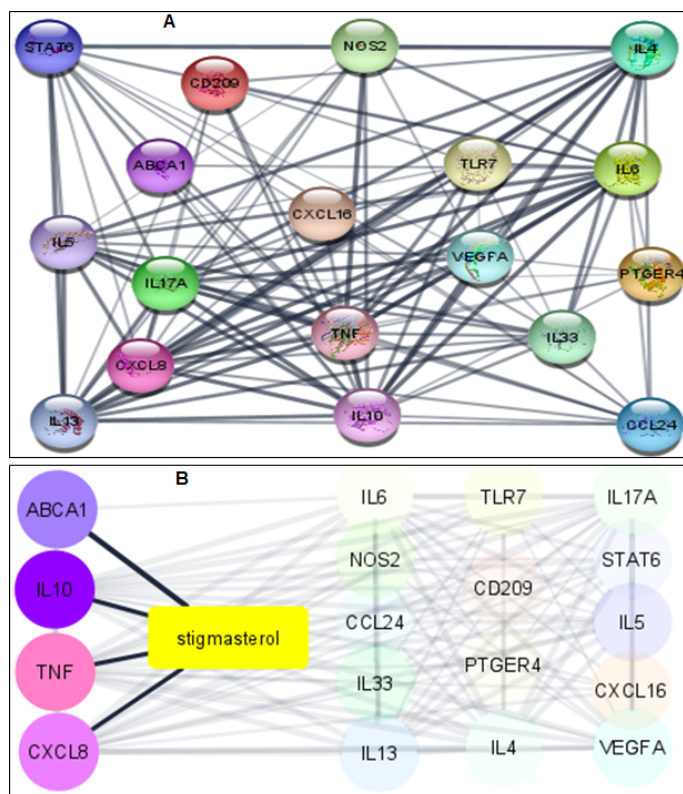 A
STAT6
NOS2
IL4
CD209
ABCA1
TLR7
IL6
CXCL16
IL5
VEGFA
IL17A
PTGER4
TNF
IL33
CXCL8
IL13
IL10
CCL24
B
ABCA1
IL6
TLR7
IL17A
NOS2
STAT6
IL10
CD209
stigmasterol
CCL24
IL5
TNF
PTGER4
IL33
CXCL16
CXCL8
IL13
IL4
VEGFA